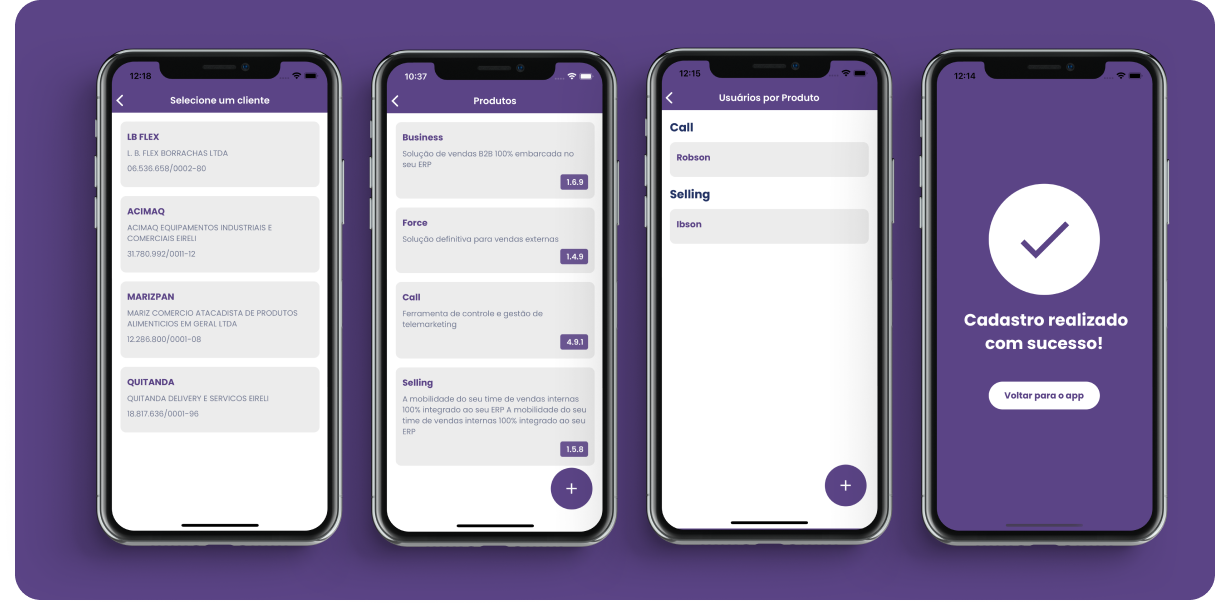 12:18
Selecione um cliente
LB FLEX
L. B. FLEX BORRACHAS LTDA
06.536.658/0002-80
ACIMAQ
ACIMAQ EQUIPAMENTOS INDUSTRIAIS E
COMERCIAIS EIRELI
31.780.992/0011-12
MARIZPAN
MARIZ COMERCIO ATACADISTA DE PRODUTOS
ALIMENTICIOS EM GERAL LTDA
12.286.800/0001-08
QUITANDA
QUITANDA DELIVERY E SERVICOS EIRELI
18.817.636/0001-96
10:37
Produtos
Business
Solução de vendas B2B 100% embarcada no
seu ERP
1.6.9
Force
Solução definitiva para vendas externas
1.4.9
Call
Ferramenta de controle e gestão de
telemarketing
4.9.1
Selling
A mobilidade do seu time de vendas internas
100% integrado ao seu ERP A mobilidade do seu
time de vendas internas 100% integrado ao seu
ERP
1.5.8
+
12:15
Usuários por Produto
Call
Robson
Selling
Ibson
+
12:14
Cadastro realizado
com sucesso!
Voltar para o app